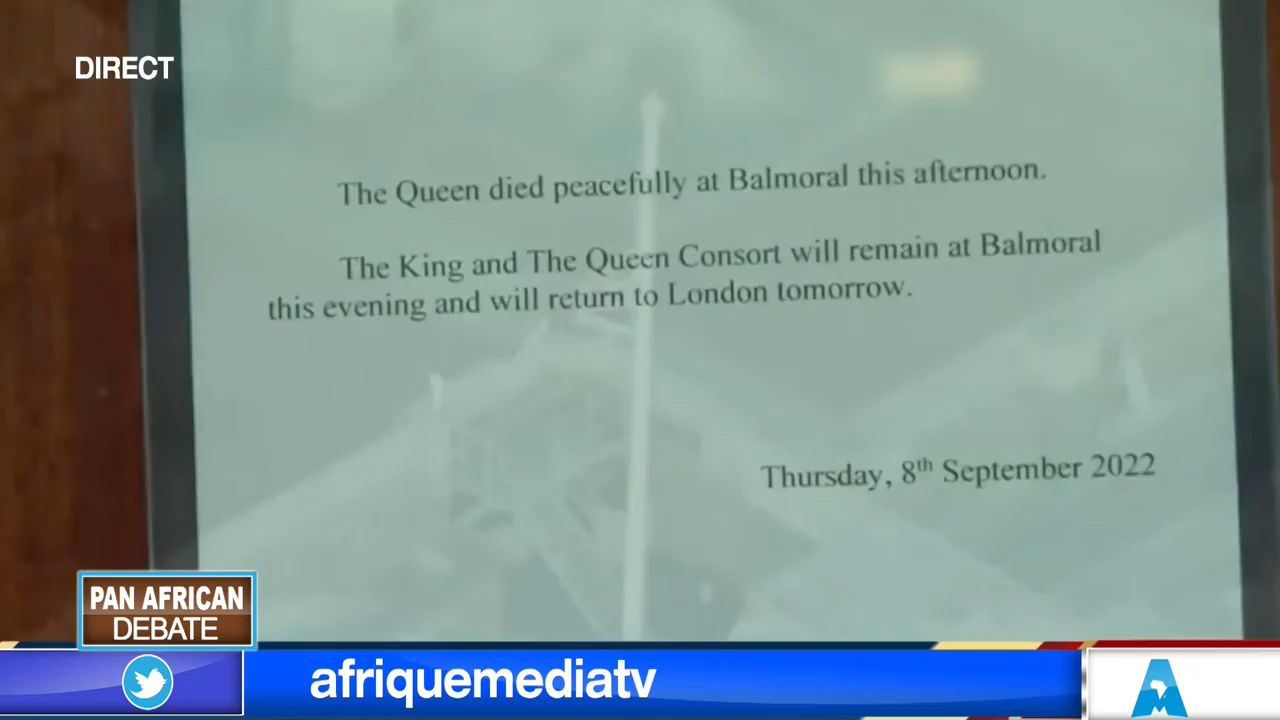 DIRECT
The Queen died peacefully at Balmoral this afternoon.
The King and The Queen Consort will remain at Balmoral
this evening and will return to London tomorrow.
Thursday, 8th September 2022
PAN AFRICAN
DEBATE
afriquemediatv